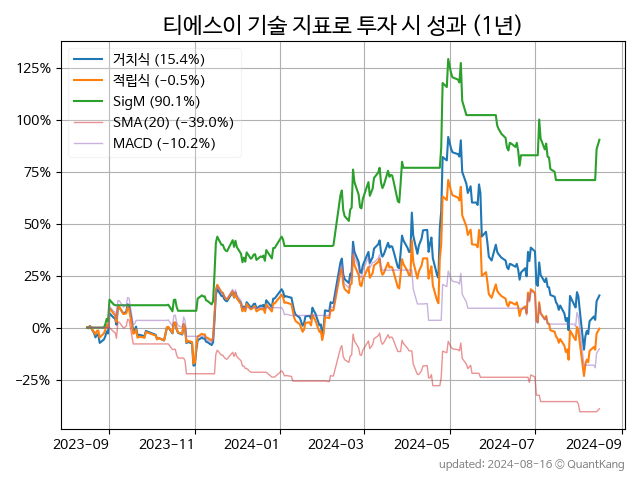 티에스이 기술 지표로 투자 시 성과 (1년)
거치식 (15.4%)
적립식 (−0.5%)
SigM (90.1%)
SMA(20) (−39.0%)
MACD (−10.2%)
125%
100%
75%
50%
25%
0%
−25%
2023-09 2023-11 2024-01 2024-03 2024-05 2024-07 2024-09
updated: 2024-08-16 © QuantKang